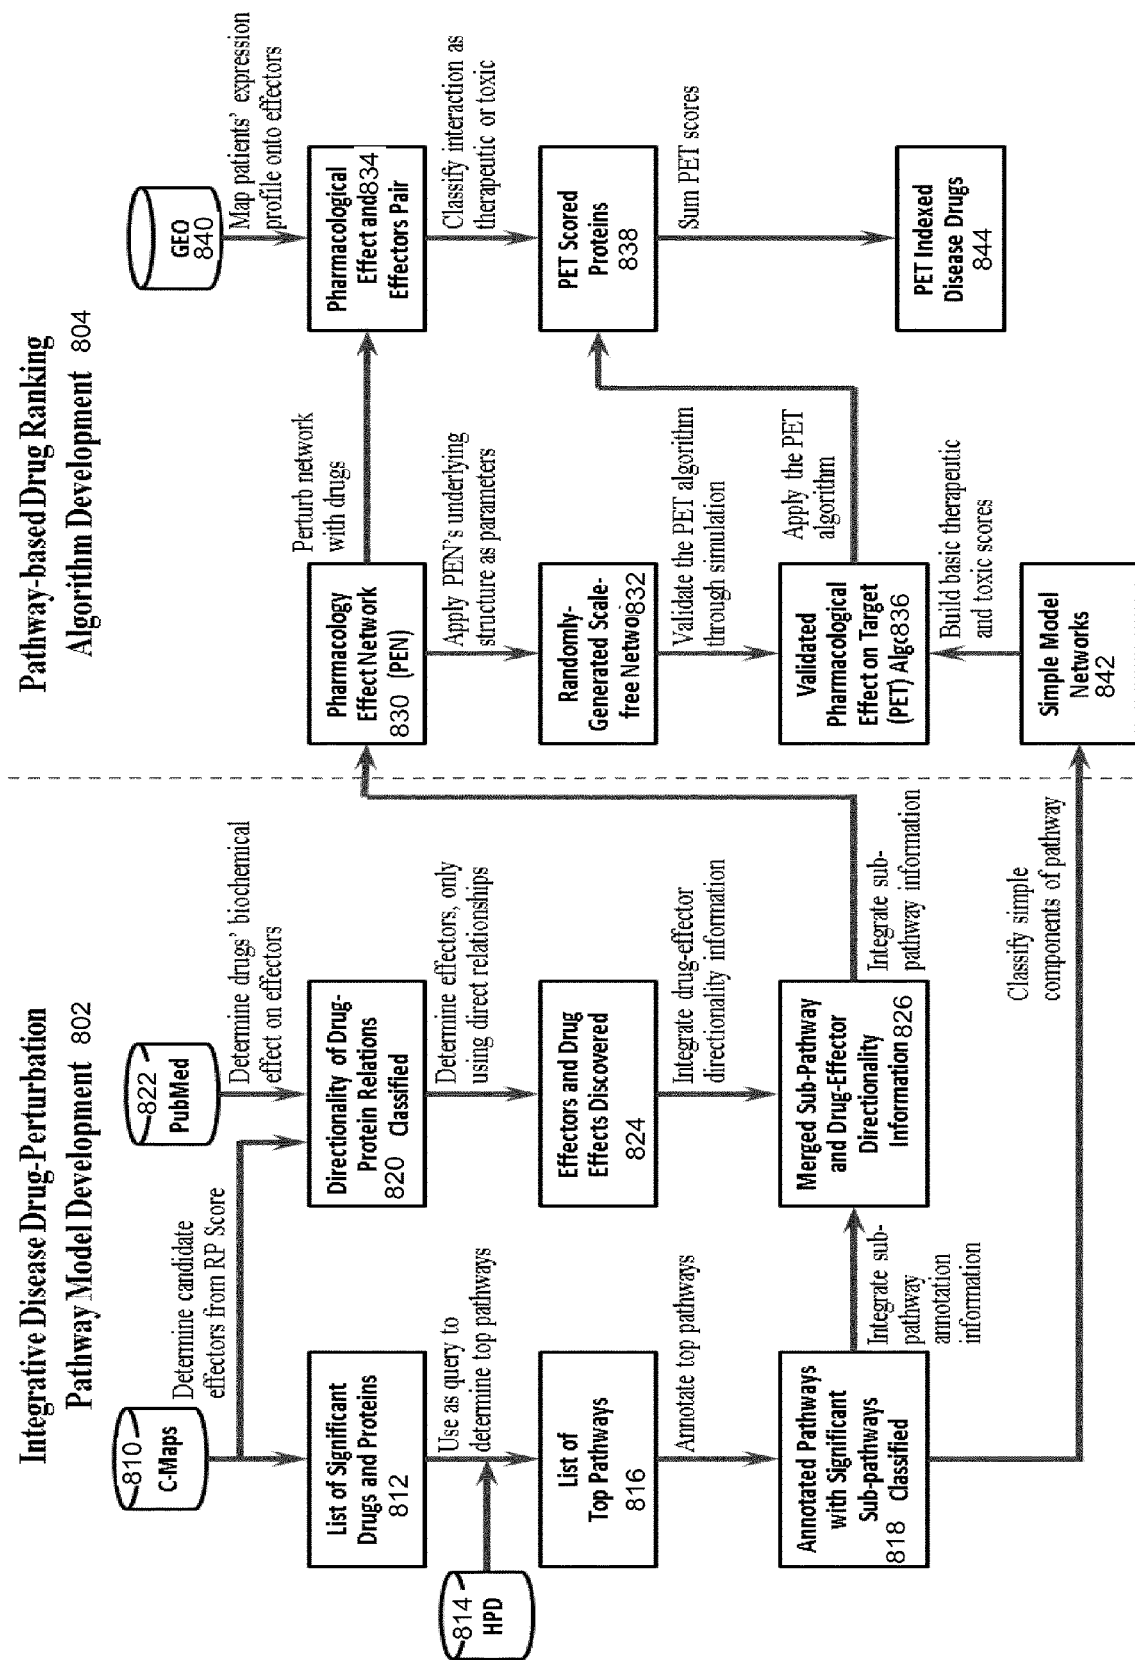 Integrative Disease Drug-Perturbation
Pathway Model Development 802
810
C-Maps
Determine candidate
effectors from RP Score
822
PubMed
Determine drugs' biochemical
effect on effectors
List of Significant
Drugs and Proteins
812
Directionality of Drug-
Protein Relations
820 Classified
Use as query to
determine top pathways
814
HPD
Determine effectors, only
using direct relationships
List of
Top Pathways
816
Effectors and Drug
Effects Discovered
824
Annotate top pathways
Integrate drug-effector
directionality information
Annotated Pathways
with Significant
Sub-pathways
818 Classified
Integrate sub-
pathway
annotation
information
Merged Sub-Pathway
and Drug-Effector
Directionality
Information 826
Integrate sub-
pathway information
Classify simple
components of pathway
Pathway-based Drug Ranking
Algorithm Development 804
Pharmacology
Effect Network
830 (PEN)
Perturb network
with drugs
GEO
840
Map patients' expression
profile onto effectors
Pharmacological
Effect and834
Effectors Pair
Apply PEN's underlying
structure as parameters
Classify interaction as
therapeutic or toxic
Randomly-
Generated Scale-
free Netwo832
PET Scored
Proteins
838
Validate the PET algorithm
through simulation
Sum PET scores
Validated
Pharmacological
Effect on Target
(PET) Algc836
Apply the PET
algorithm
PET Indexed
Disease Drugs
844
Build basic therapeutic
and toxic scores
Simple Model
Networks
842